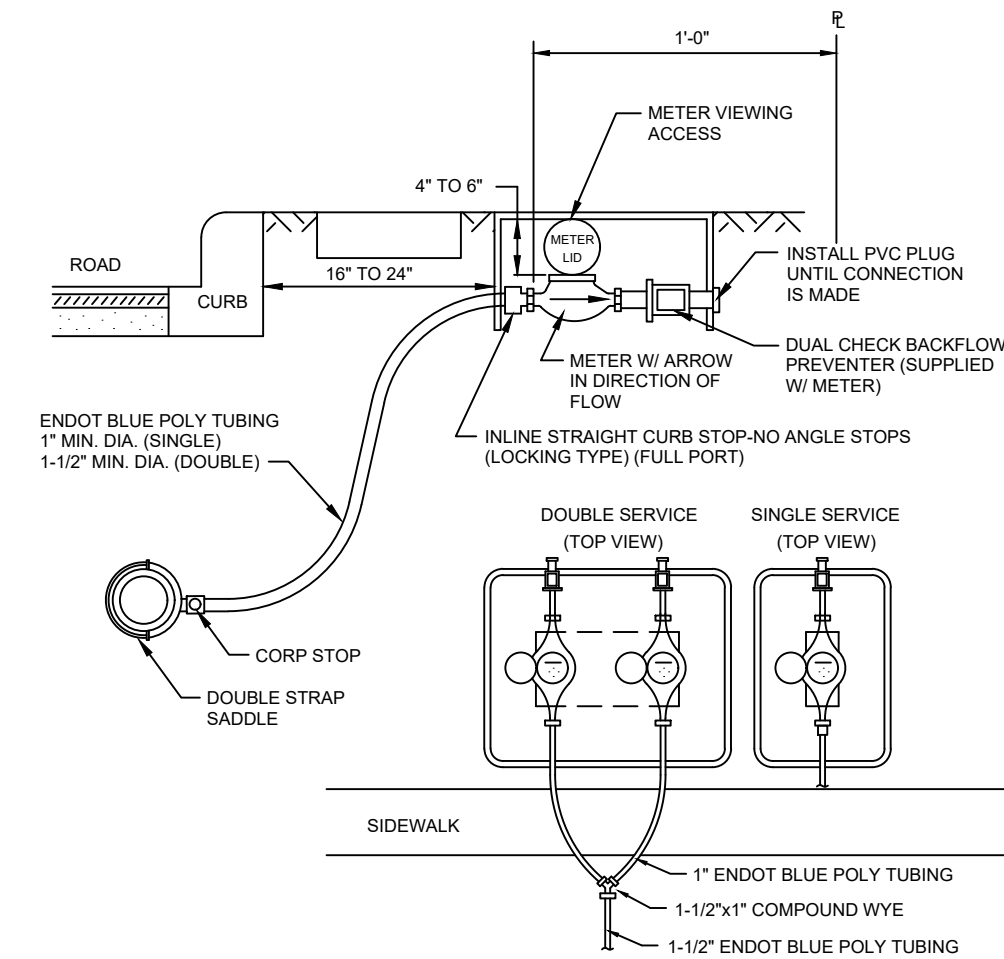 ℄
1'-0"
METER VIEWING
ACCESS
4" TO 6"
METER
LID
ROAD
16" TO 24"
CURB
INSTALL PVC PLUG
UNTIL CONNECTION
IS MADE
METER W/ ARROW
IN DIRECTION OF
FLOW
DUAL CHECK BACKFLOW
PREVENTER (SUPPLIED
W/ METER)
ENDOT BLUE POLY TUBING
1" MIN. DIA. (SINGLE)
1-1/2" MIN. DIA. (DOUBLE)
INLINE STRAIGHT CURB STOP-NO ANGLE STOPS
(LOCKING TYPE) (FULL PORT)
DOUBLE SERVICE
(TOP VIEW)
SINGLE SERVICE
(TOP VIEW)
CORP STOP
DOUBLE STRAP
SADDLE
SIDEWALK
1" ENDOT BLUE POLY TUBING
1-1/2"x1" COMPOUND WYE
1-1/2" ENDOT BLUE POLY TUBING